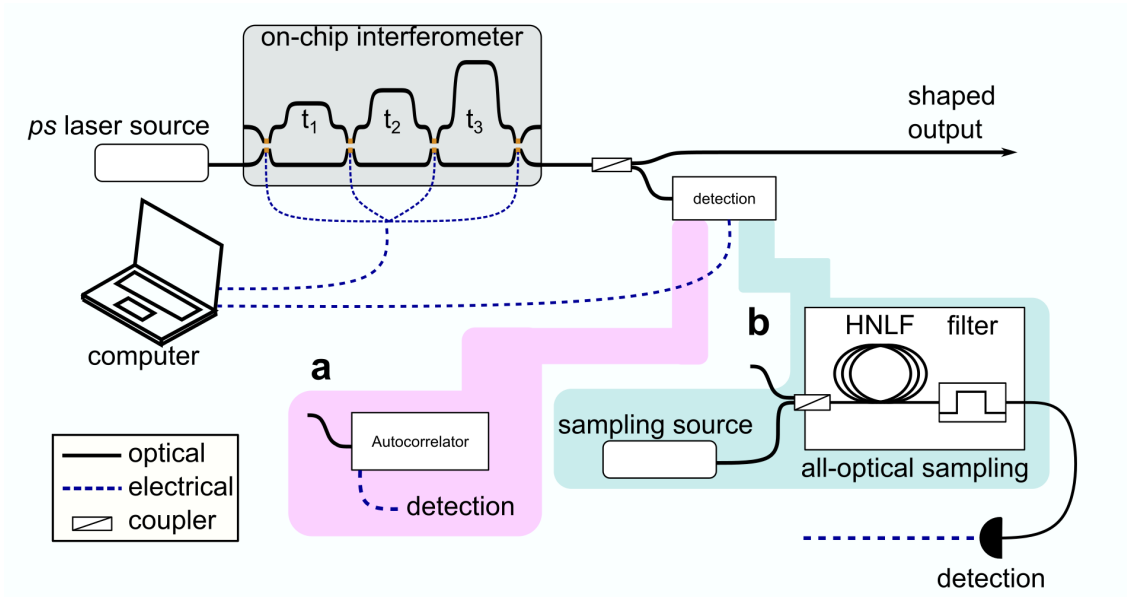 on-chip interferometer
t1
t2
t3
ps laser source
shaped
output
detection
computer
a
b
HNLF
filter
Autocorrelator
detection
sampling source
all-optical sampling
detection
optical
electrical
coupler